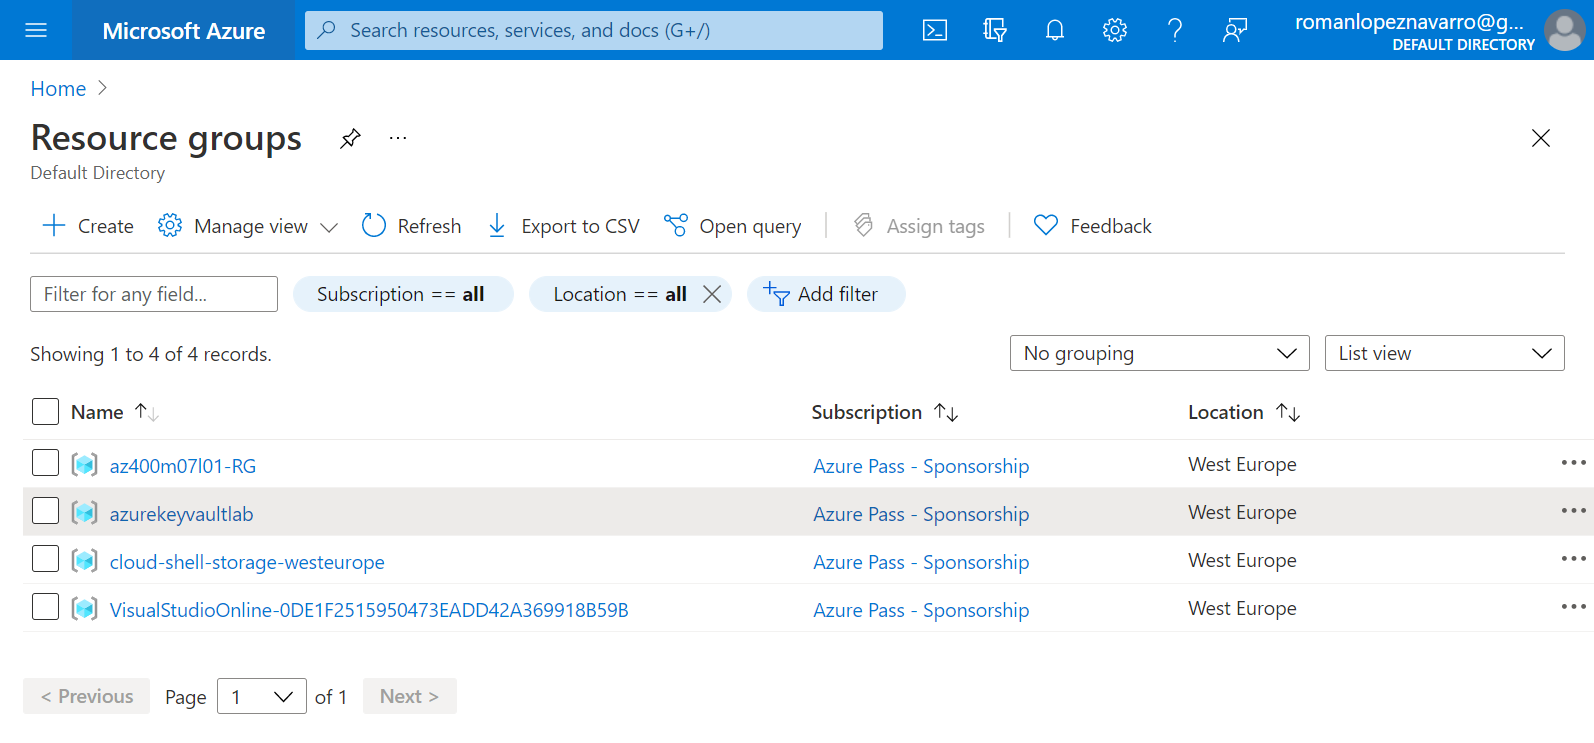 Microsoft Azure
Search resources, services, and docs (G+/)
romanlopeznavarro@g...
DEFAULT DIRECTORY
Home
Resource groups
Default Directory
Create
Manage view
Refresh
Export to CSV
Open query
Assign tags
Feedback
Filter for any field...
Subscription == all
Location == all
Add filter
Showing 1 to 4 of 4 records.
No grouping
List view
Name
Subscription
Location
az400m07l01-RG
Azure Pass - Sponsorship
West Europe
azurekeyvaultlab
Azure Pass - Sponsorship
West Europe
cloud-shell-storage-westeurope
Azure Pass - Sponsorship
West Europe
VisualStudioOnline-0DE1F2515950473EADD42A369918B59B
Azure Pass - Sponsorship
West Europe
< Previous
Page 1 of 1
Next >